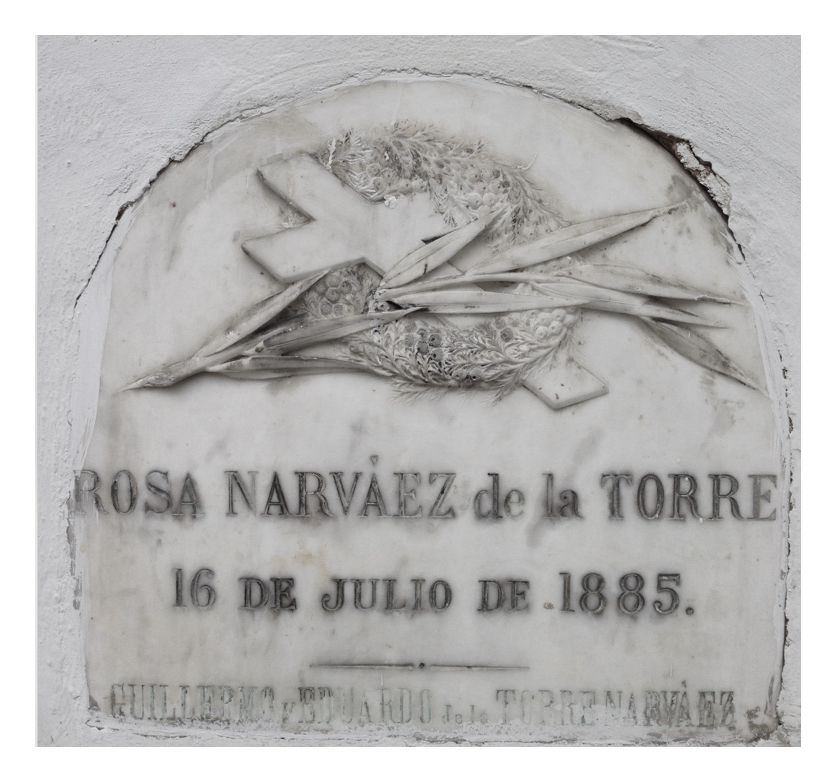 ROSA NARVÁEZ de la TORRE
16 DE JULIO DE 1885.
GUILLERMO y EDUARDO de la TORRE NARVÁEZ